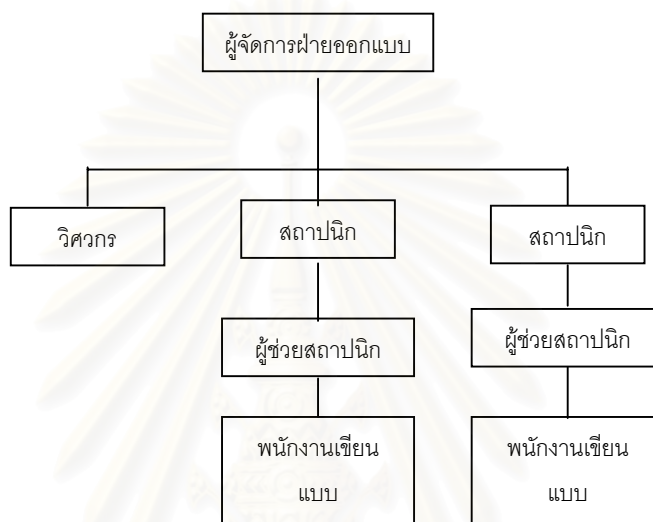 ผู้จัดการฝ่ายออกแบบ
วิศวกร
สถาปนิก
สถาปนิก
ผู้ช่วยสถาปนิก
ผู้ช่วยสถาปนิก
พนักงานเขียน
แบบ
พนักงานเขียน
แบบ